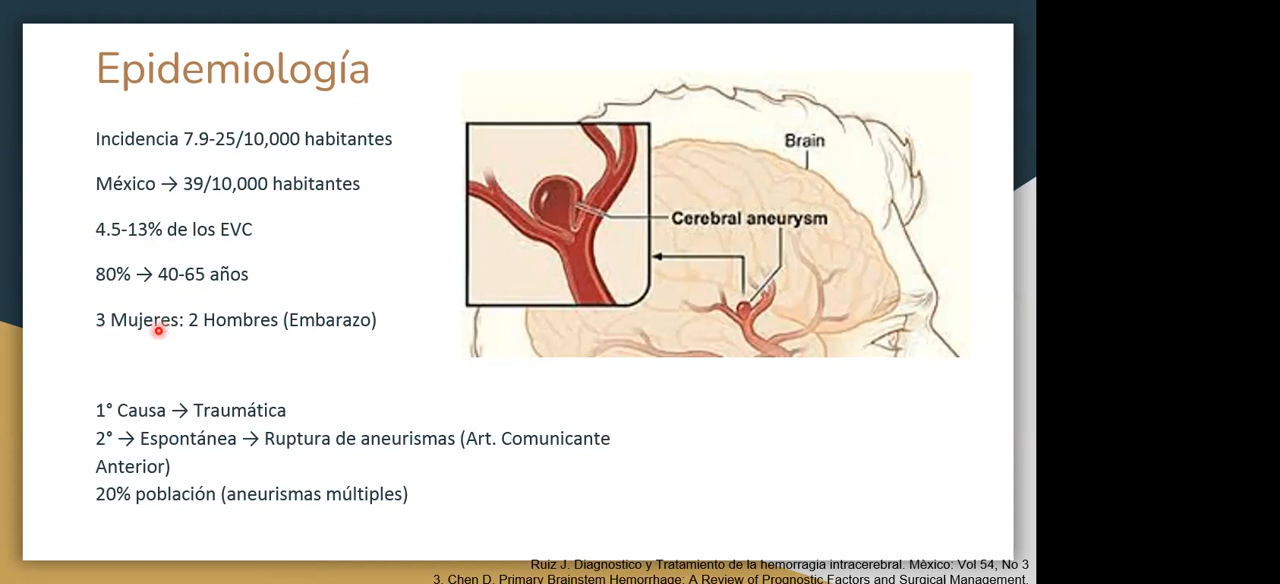 Epidemiología
Incidencia 7.9-25/10,000 habitantes
México → 39/10,000 habitantes
4.5-13% de los EVC
80% → 40-65 años
3 Mujeres: 2 Hombres (Embarazo)
Brain
Cerebral aneurysm
1° Causa → Traumática
2° → Espontánea → Ruptura de aneurismas (Art. Comunicante
Anterior)
20% población (aneurismas múltiples)
Ruiz J. Diagnostico y Tratamiento de la hemorragia intracerebral. México: Vol 54, No 3
3. Chen D. Primary Brainstem Hemorrhage: A Review of Prognostic Factors and Surgical Management.